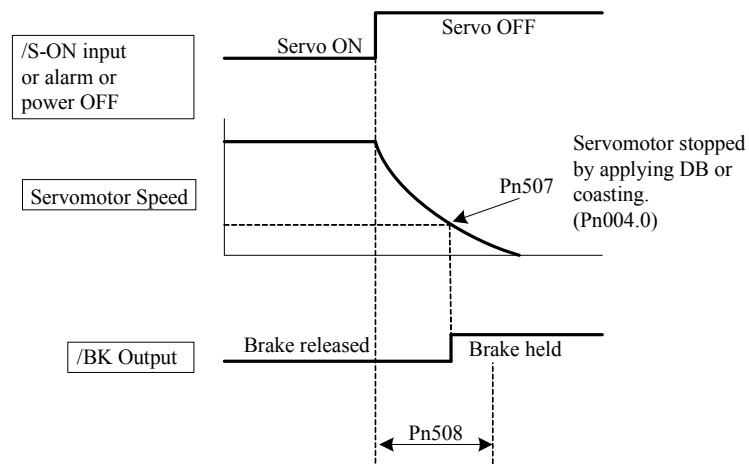 /S-ON input
or alarm or
power OFF
Servo ON
Servo OFF
Servomotor Speed
Pn507
Servomotor stopped
by applying DB or
coasting.
(Pn004.0)
/BK Output
Brake released
Brake held
Pn508